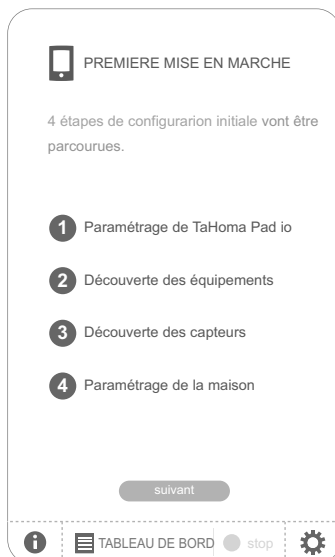 PREMIERE MISE EN MARCHE
4 étapes de configurarion initiale vont être
parcourues.
1 Paramétrage de TaHoma Pad io
2 Découverte des équipements
3 Découverte des capteurs
4 Paramétrage de la maison
suivant
i TABLEAU DE BORD stop